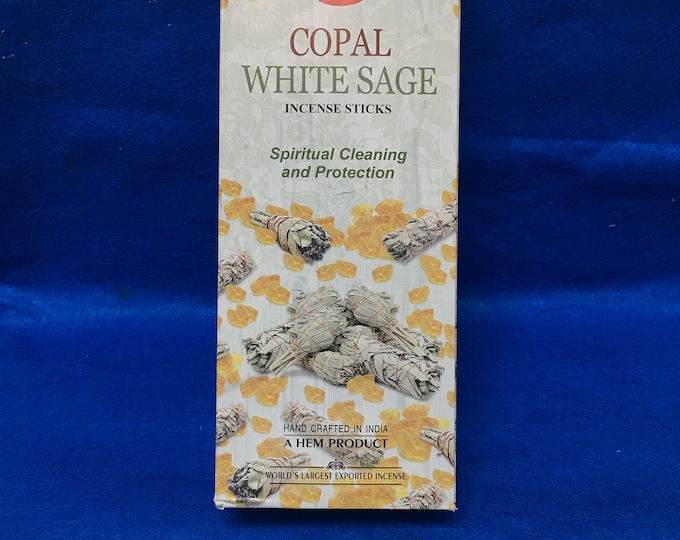 COPAL
WHITE SAGE
INCENSE STICKS
Spiritual Cleaning
and Protection
HAND CRAFTED IN INDIA
A HEM PRODUCT
WORLD'S LARGEST EXPORTED INCENSE